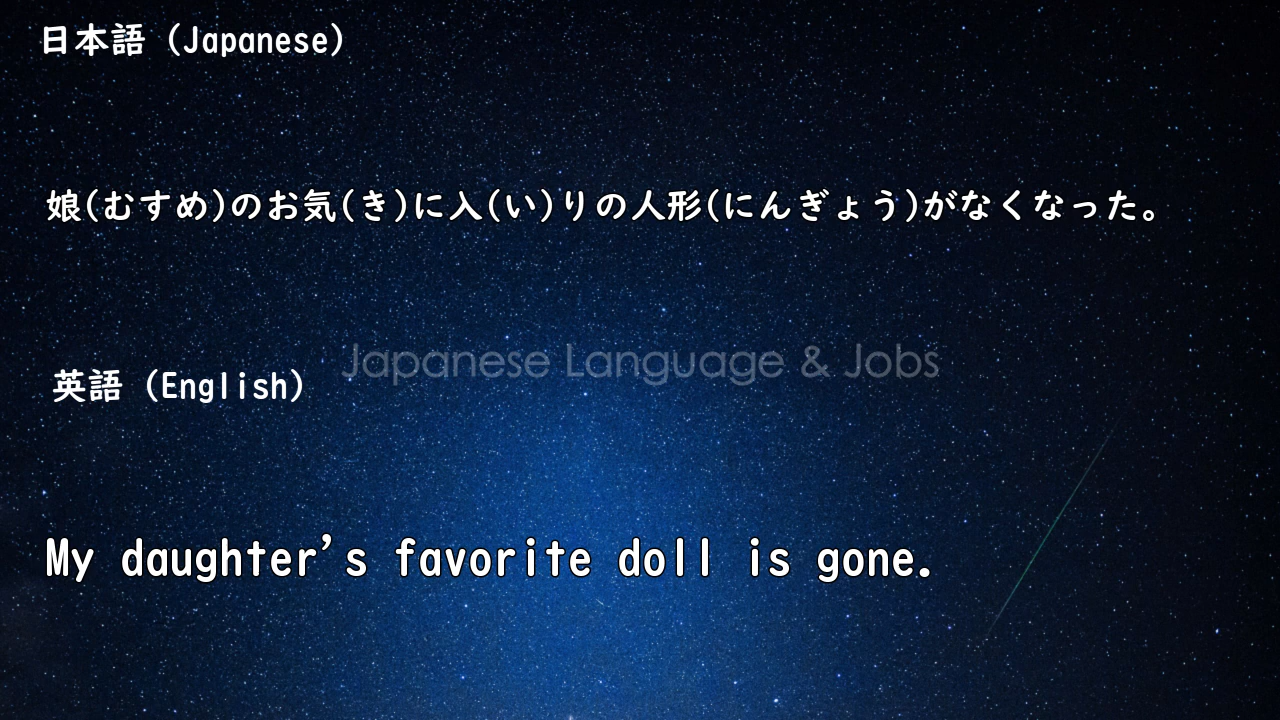 日本語 (Japanese)
娘(むすめ)のお気(き)に入(い)りの人形(にんぎょう)がなくなった。
Japanese Language & Jobs
英語 (English)
My daughter's favorite doll is gone.